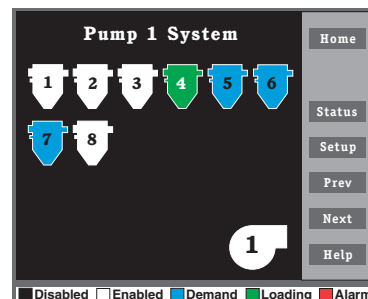 Pump 1 System
Home
1 2 3 4 5 6
Status
7 8
Setup
Prev
Next
1
Help
Disabled Enabled Demand Loading Alarm